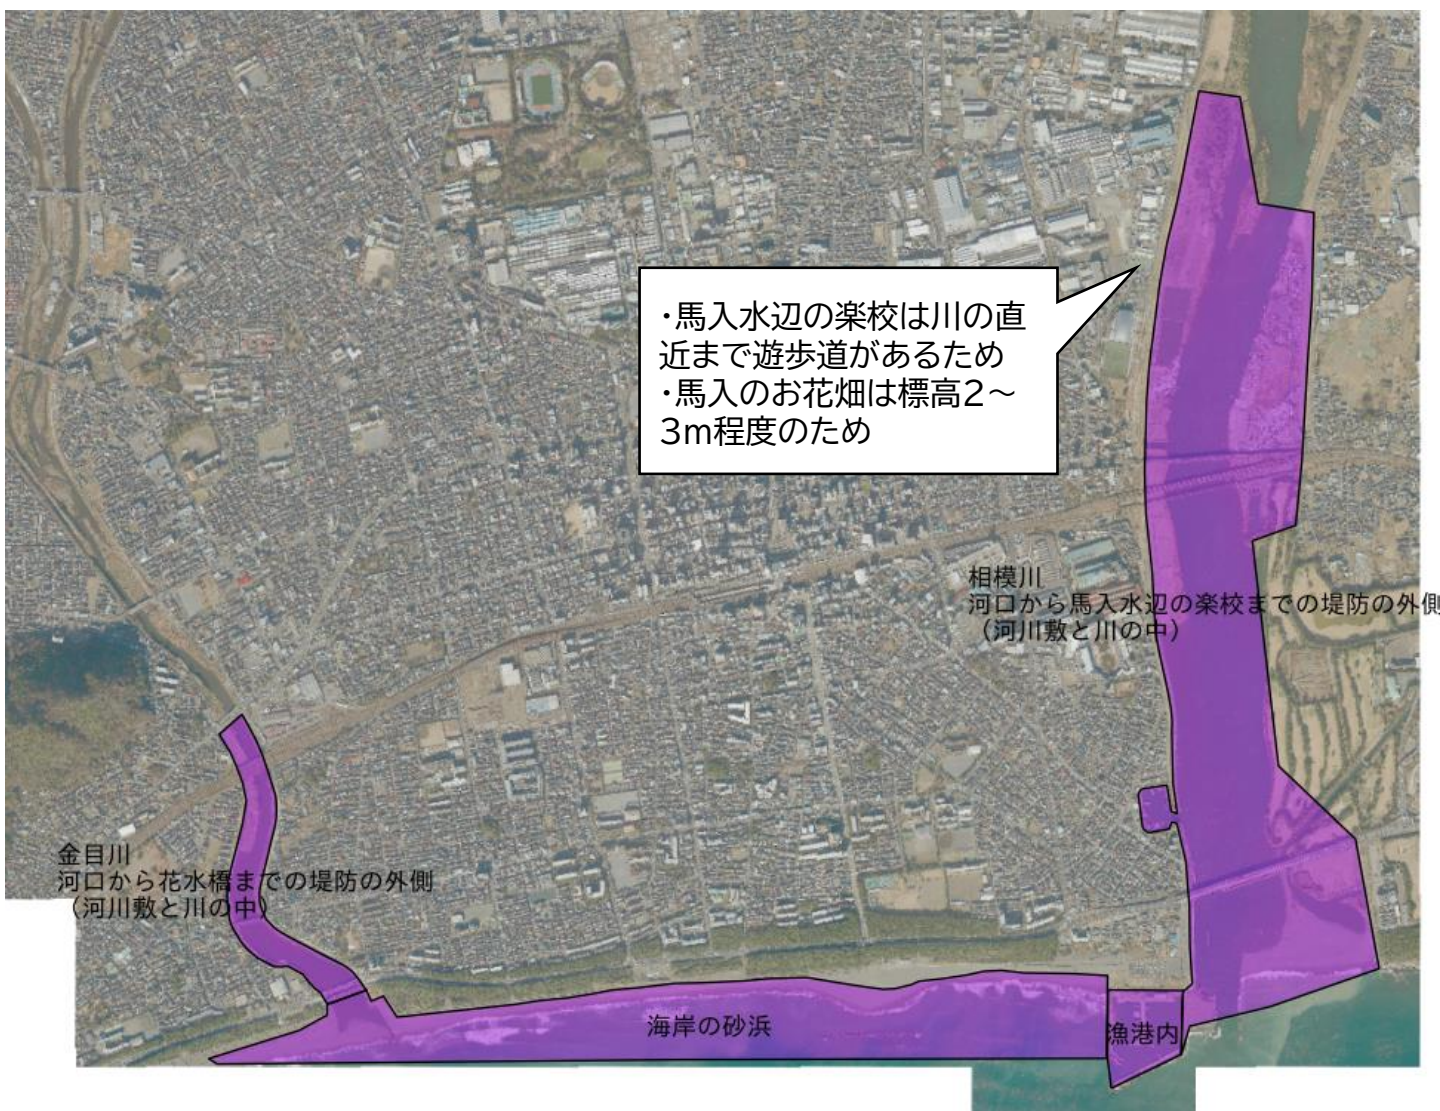 ・馬入水辺の楽校は川の直
近まで遊歩道があるため
・馬入のお花畑は標高2～
3m程度のため
相模川
河口から馬入水辺の楽校までの堤防の外側
（河川敷と川の中）
金目川
河口から花水橋までの堤防の外側
（河川敷と川の中）
海岸の砂浜
漁港内